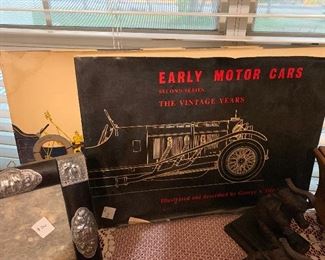 EARLY MOTOR CARS
SECOND SERIES
THE VINTAGE YEARS
Illustrated and described by George A.